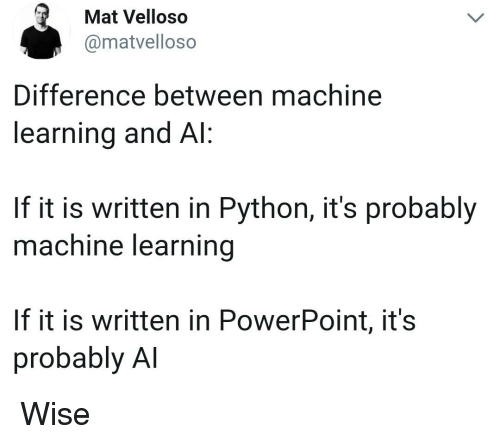 Mat Velloso
@matvelloso
Difference between machine
learning and AI:
If it is written in Python, it's probably
machine learning
If it is written in PowerPoint, it's
probably AI
Wise